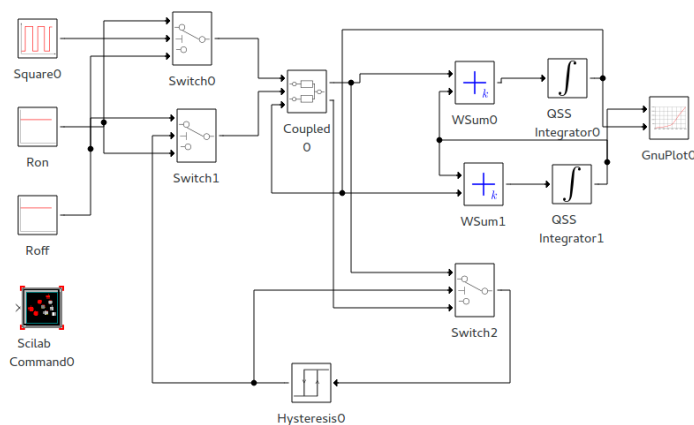 Square0
Switch0
Ron
Switch1
Coupled
0
k
WSum0
QSS
Integrator0
GnuPlot0
k
WSum1
QSS
Integrator1
Roff
Scilab
Command0
Switch2
Hysteresis0